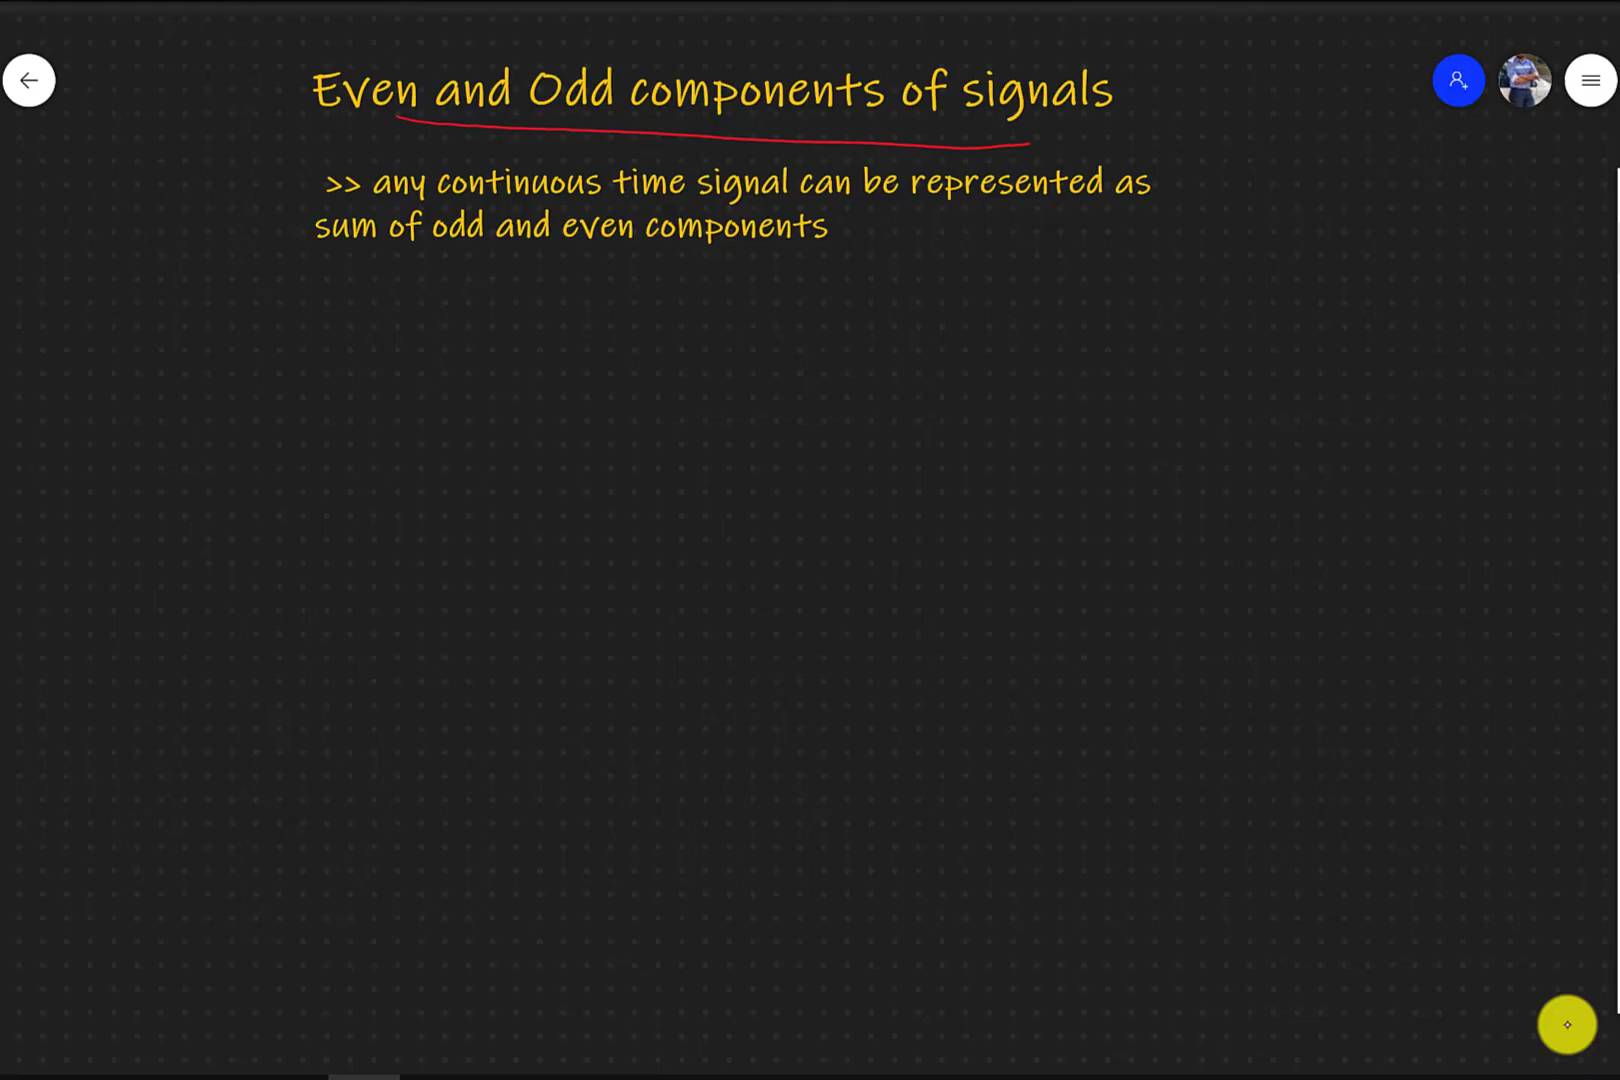 Even and Odd components of signals
>> any continuous time signal can be represented as
sum of odd and even components